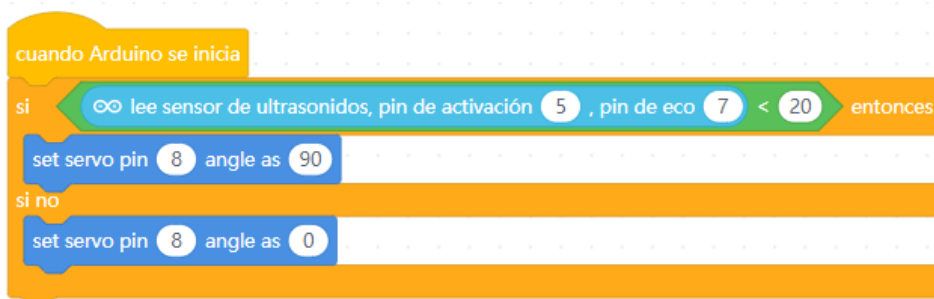 cuando Arduino se inicia
si lee sensor de ultrasonidos, pin de activación 5 , pin de eco 7 < 20 entonces
set servo pin 8 angle as 90
si no
set servo pin 8 angle as 0